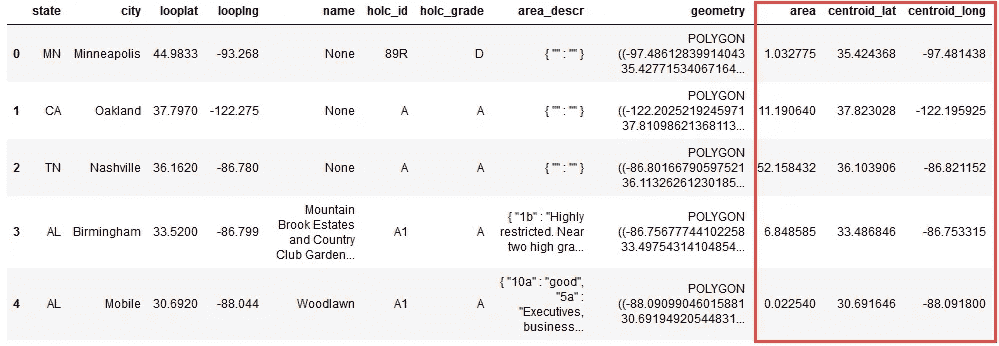 state city looplat looplng name holc_id holc_grade area_descr geometry area centroid_lat centroid_long
0 MN Minneapolis 44.9833 -93.268 None 89R D { "" : "" } POLYGON ((-97.48612839914043 35.42771534067164... 1.032775 35.424368 -97.481438
1 CA Oakland 37.7970 -122.275 None A A { "" : "" } POLYGON ((-122.2025219245971 37.81098621368113... 11.190640 37.823028 -122.195925
2 TN Nashville 36.1620 -86.780 None A A { "" : "" } POLYGON ((-86.80166790597521 36.11326261230185... 52.158432 36.103906 -86.821152
3 AL Birmingham 33.5200 -86.799 Mountain Brook Estates and Country Club Garden... A1 A { "1b" : "Highly restricted. Near two high gra... POLYGON ((-86.75677744102258 33.49754314104854... 6.848585 33.486846 -86.753315
4 AL Mobile 30.6920 -88.044 Woodlawn A1 A { "10a" : "good", "5a" : "Executives, business... POLYGON ((-88.09099046015881 30.69194920544831... 0.022540 30.691646 -88.091800